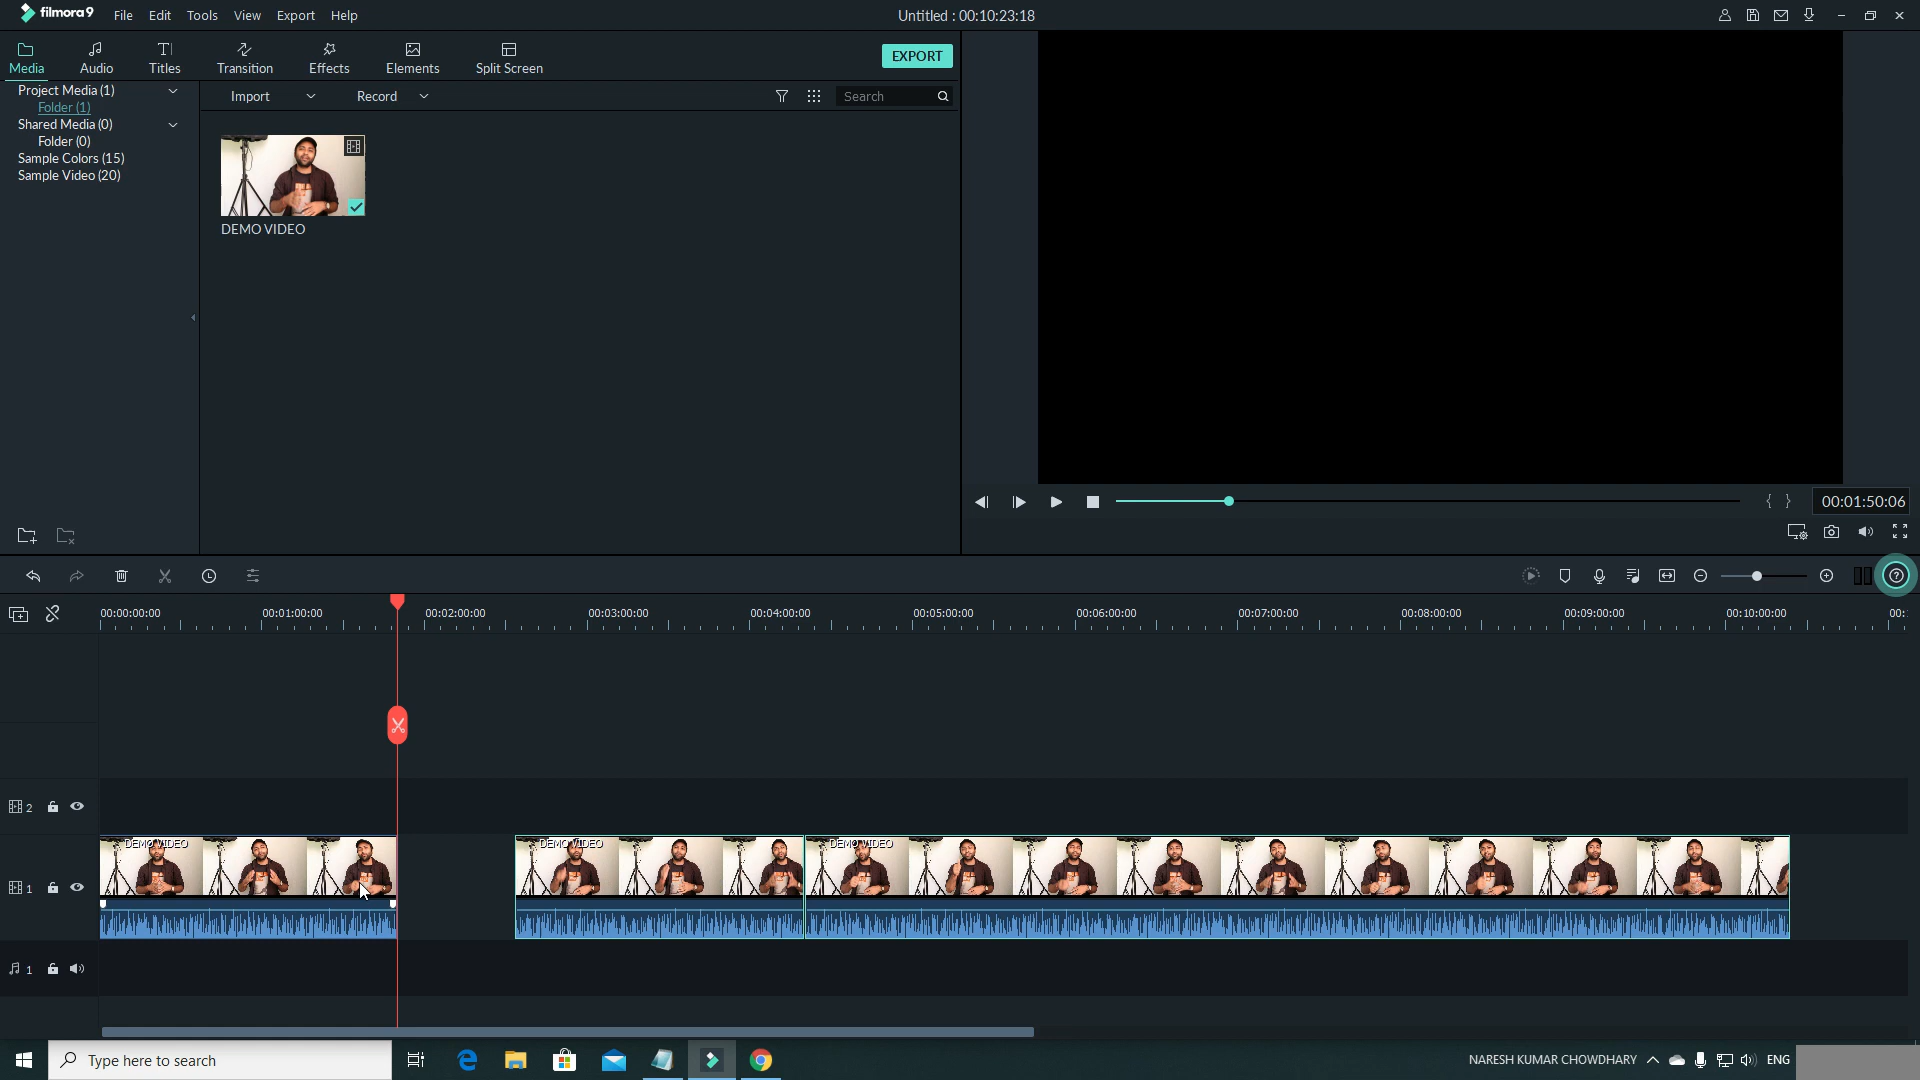 filmora9 File Edit Tools View Export Help Untitled : 00:10:23:18
Media Audio Titles Transition Effects Elements Split Screen EXPORT
Project Media (1)
Folder (1)
Shared Media (0)
Folder (0)
Sample Colors (15)
Sample Video (20)
Import Record Search
DEMO VIDEO
00:01:50:06
00:00:00:00 00:01:00:00 00:02:00:00 00:03:00:00 00:04:00:00 00:05:00:00 00:06:00:00 00:07:00:00 00:08:00:00 00:09:00:00 00:10:00:00 00:
2
DEMO VIDEO DEMO VIDEO DEMO VIDEO
1
1
Type here to search NARESH KUMAR CHOWDHARY ENG